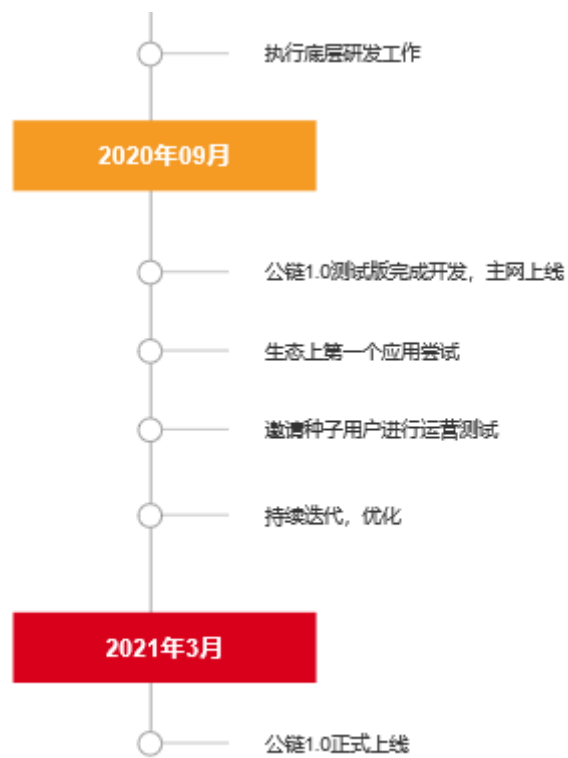 执行底层研发工作
2020年09月
公链1.0测试版完成开发，主网上线
生态上第一个应用尝试
邀请种子用户进行运营测试
持续迭代，优化
2021年3月
公链1.0正式上线